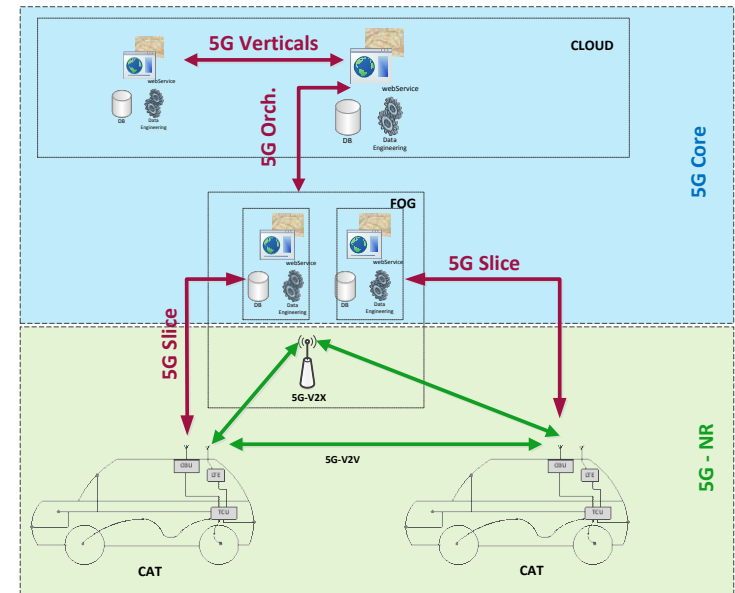 5G Verticals
CLOUD
webService
webService
DB
Data
Engineering
DB
Data
Engineering
5G Orch.
5G Core
FOG
webService
webService
DB
Data
Engineering
DB
Data
Engineering
5G Slice
5G Slice
5G-V2X
5G-V2V
5G - NR
OBU
LTE
TCU
OBU
LTE
TCU
CAT
CAT